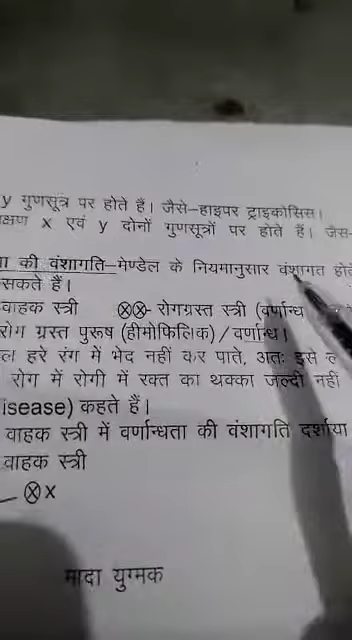 y गुणसूत्र पर होते हैं। जैसे-हाइपर ट्राइकोसिस।
क्षण x एवं y दोनों गुणसूत्रों पर होते हैं। जैस-
की वंशागति–मेण्डेल के नियमानुसार वंशागत होते
सकते हैं।
वाहक स्त्री ⊗⊗- रोगग्रस्त स्त्री (वर्णान्ध
रोग ग्रस्त पुरूष (हीमोफिलिक) / वर्णान्ध।
हरे रंग में भेद नहीं कर पाते, अतः इसे
रोग में रोगी में रक्त का थक्का जल्दी नहीं
isease) कहते हैं।
वाहक स्त्री में वर्णान्धता की वंशागति दर्शाया
वाहक स्त्री
⊗x
मादा युग्मक